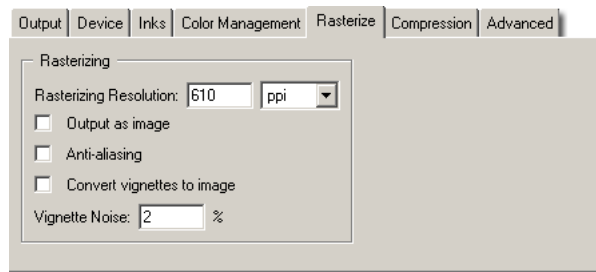 Output Device Inks Color Management Rasterize Compression Advanced
Rasterizing
Rasterizing Resolution: 610 ppi
Output as image
Anti-aliasing
Convert vignettes to image
Vignette Noise: 2 %